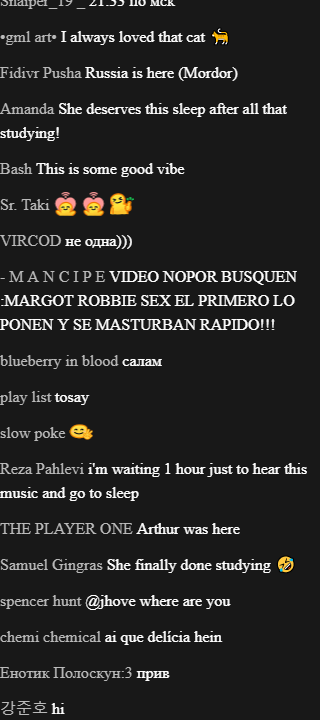 Snaiper_19 _ 21:33 по мск
•gml art• I always loved that cat 🐈
Fidivr Pusha Russia is here (Mordor)
Amanda She deserves this sleep after all that
studying!
Bash This is some good vibe
Sr. Taki
VIRCOD не одна)))
- M A N C I P E VIDEO NOPOR BUSQUEN
:MARGOT ROBBIE SEX EL PRIMERO LO
PONEN Y SE MASTURBAN RAPIDO!!!
blueberry in blood салам
play list tosay
slow poke
Reza Pahlevi i'm waiting 1 hour just to hear this
music and go to sleep
THE PLAYER ONE Arthur was here
Samuel Gingras She finally done studying 🤣
spencer hunt @jhove where are you
chemi chemical ai que delícia hein
Енотик Полоскун:3 прив
강준호 hi